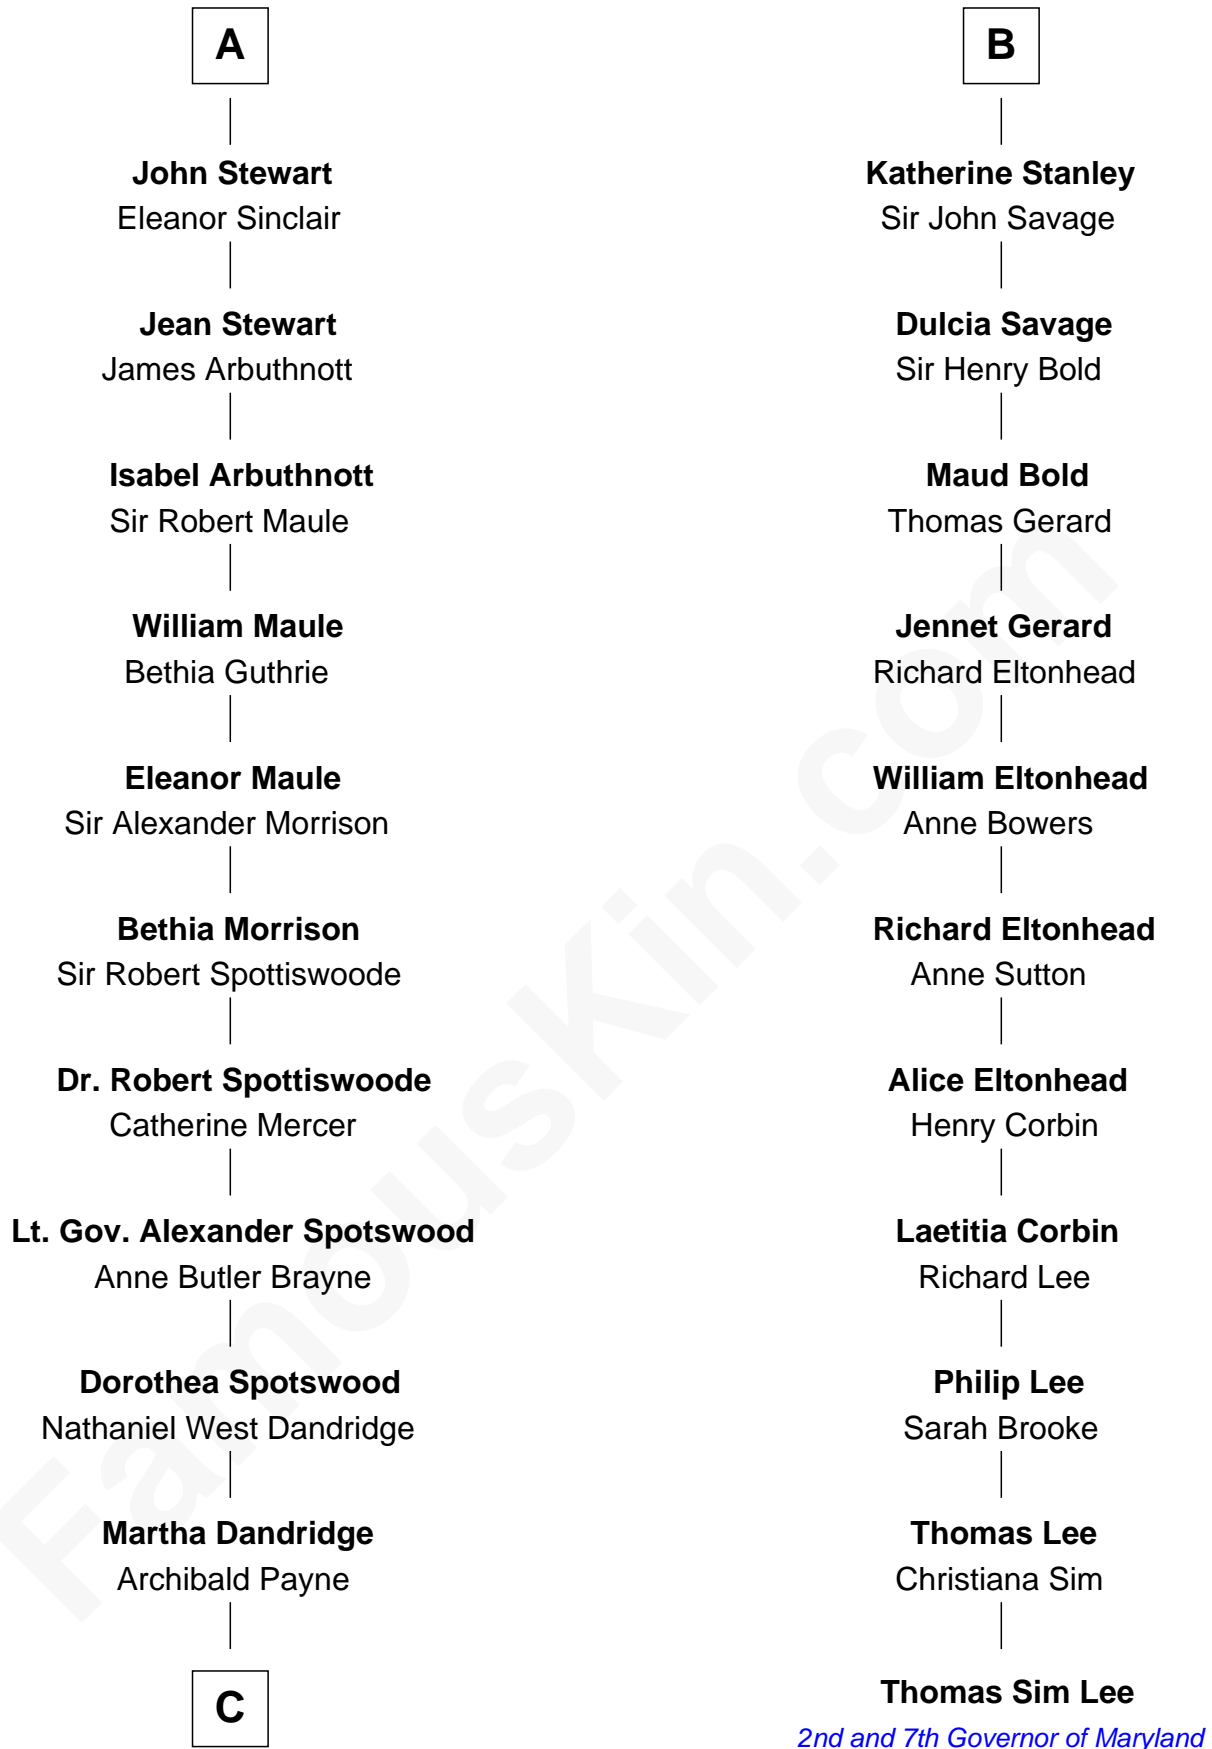 A
John Stewart
Eleanor Sinclair
Jean Stewart
James Arbuthnott
Isabel Arbuthnott
Sir Robert Maule
William Maule
Bethia Guthrie
Eleanor Maule
Sir Alexander Morrison
Bethia Morrison
Sir Robert Spottiswoode
Dr. Robert Spottiswoode
Catherine Mercer
Lt. Gov. Alexander Spotswood
Anne Butler Brayne
Dorothea Spotswood
Nathaniel West Dandridge
Martha Dandridge
Archibald Payne
C
B
Katherine Stanley
Sir John Savage
Dulcia Savage
Sir Henry Bold
Maud Bold
Thomas Gerard
Jennet Gerard
Richard Eltonhead
William Eltonhead
Anne Bowers
Richard Eltonhead
Anne Sutton
Alice Eltonhead
Henry Corbin
Laetitia Corbin
Richard Lee
Philip Lee
Sarah Brooke
Thomas Lee
Christiana Sim
Thomas Sim Lee
2nd and 7th Governor of Maryland
FamousKin.com